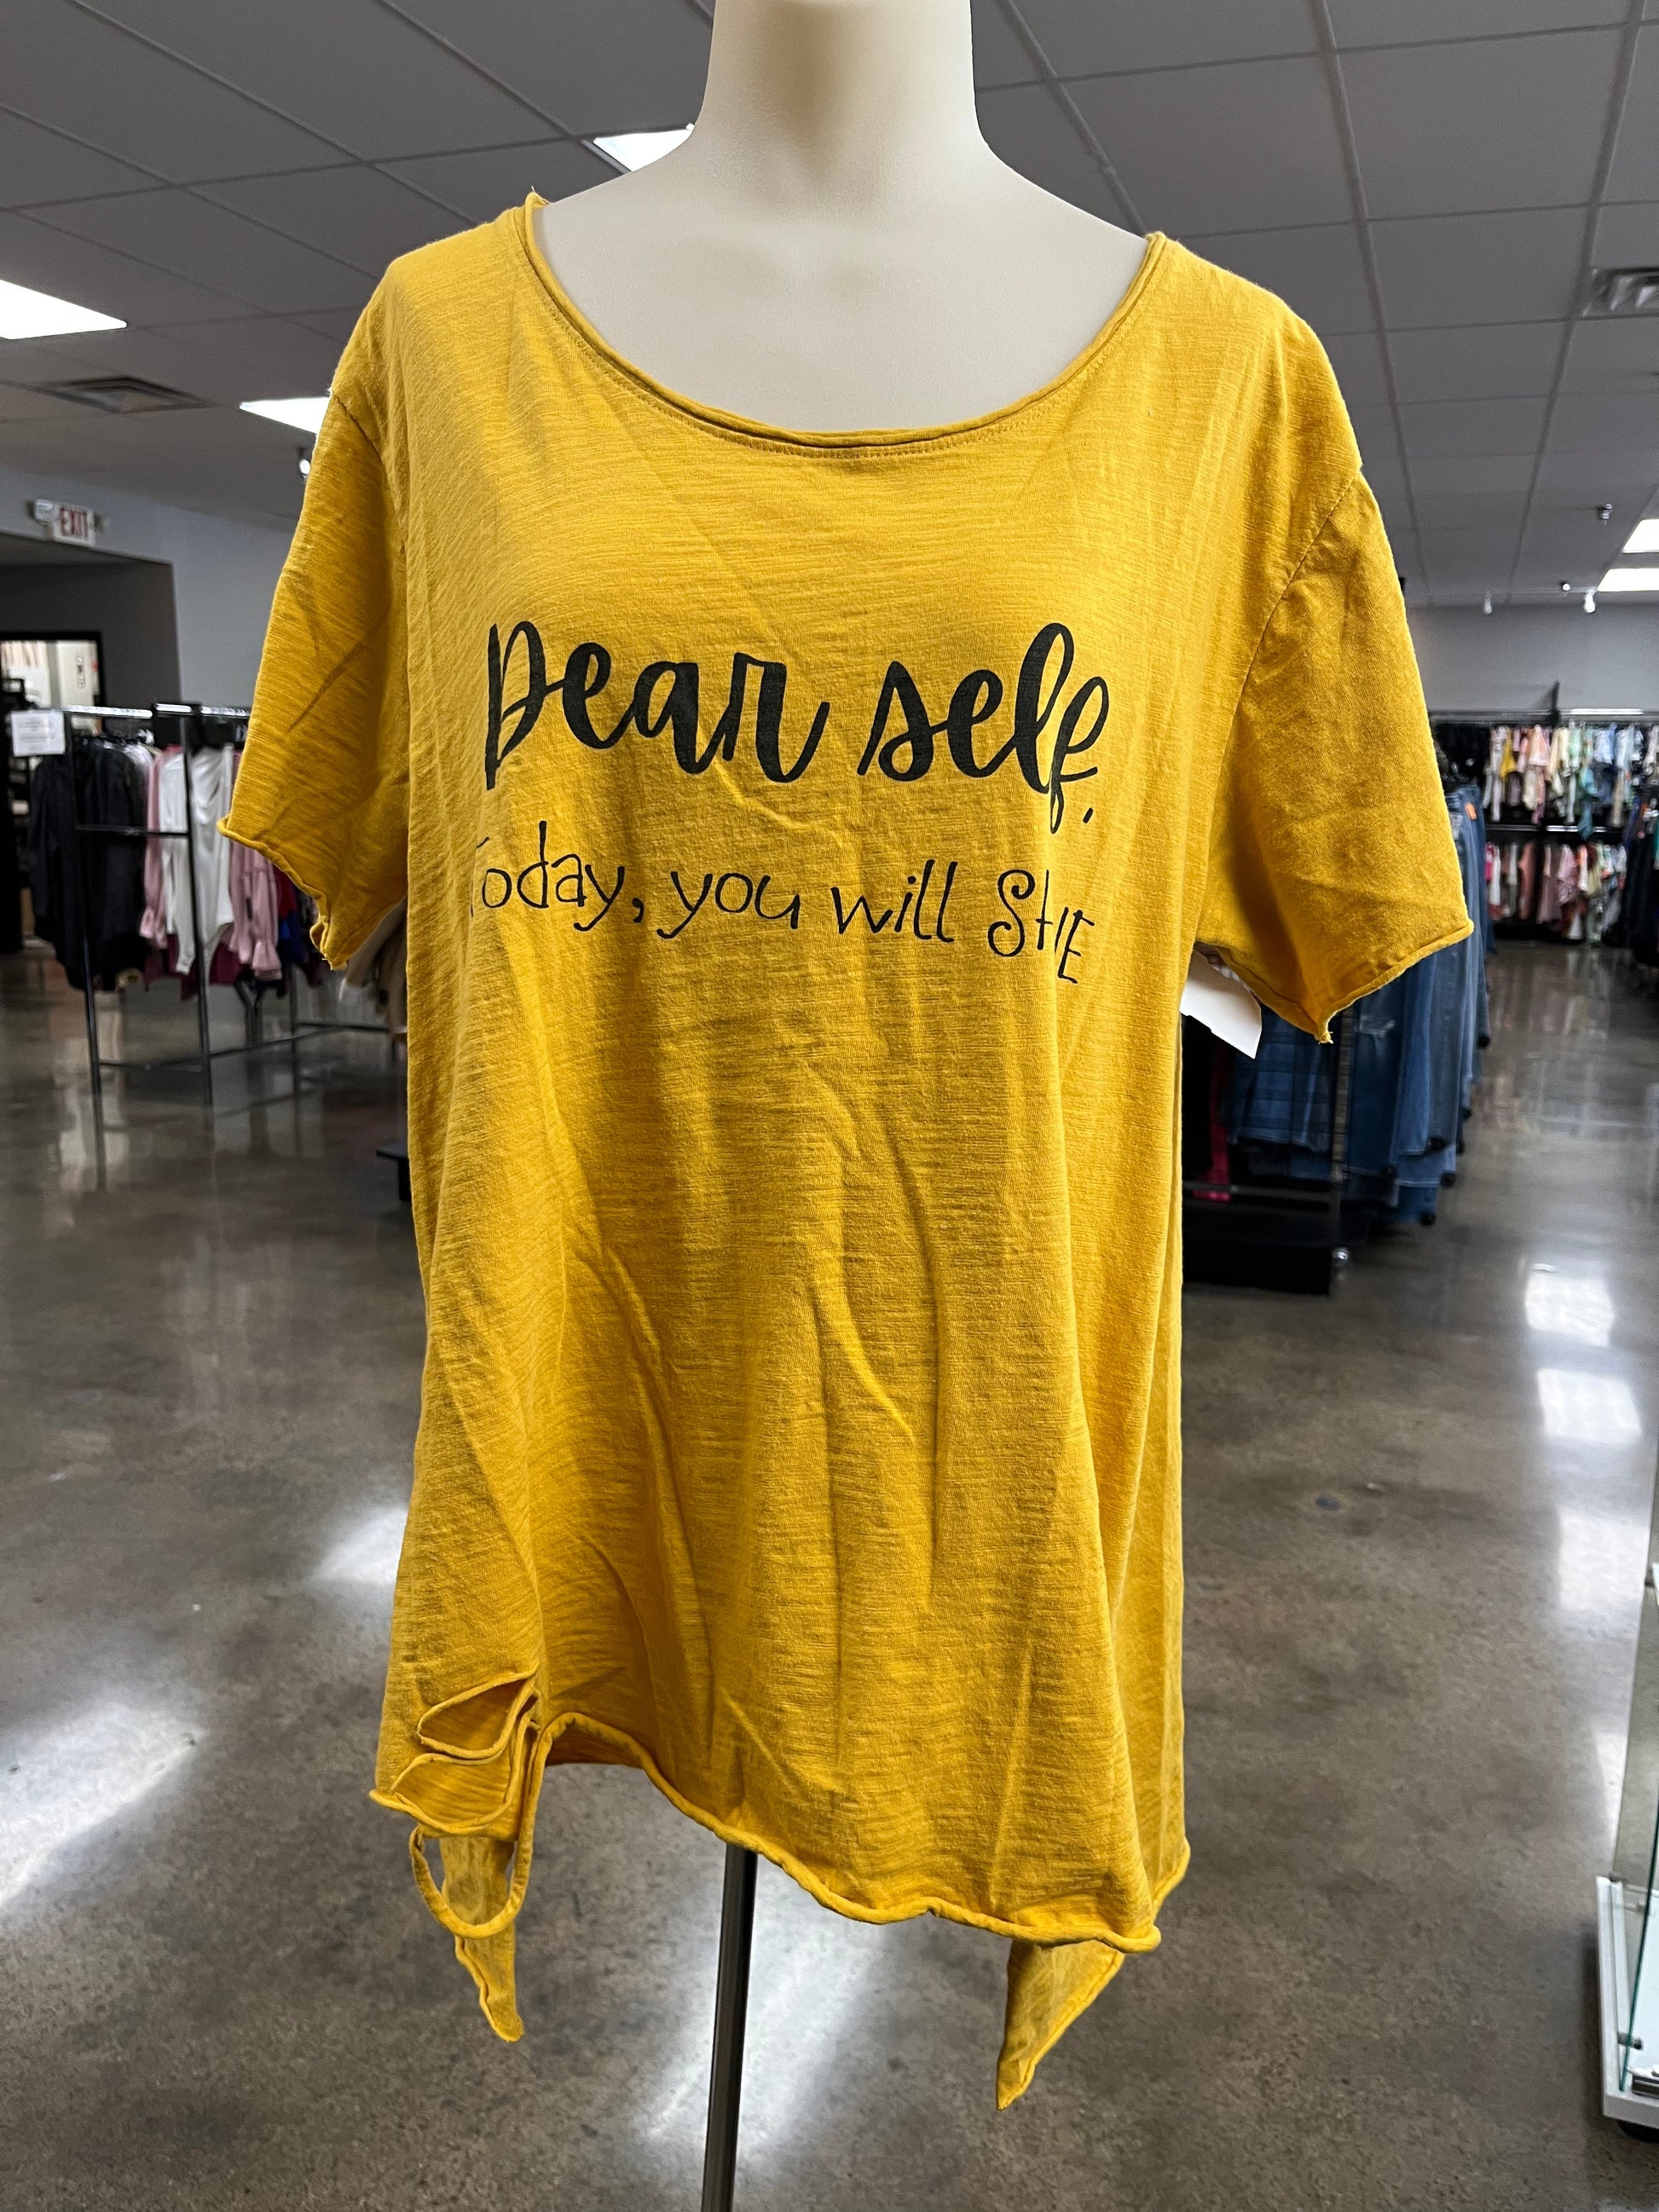 EXIT
Dear self,
Today, you will